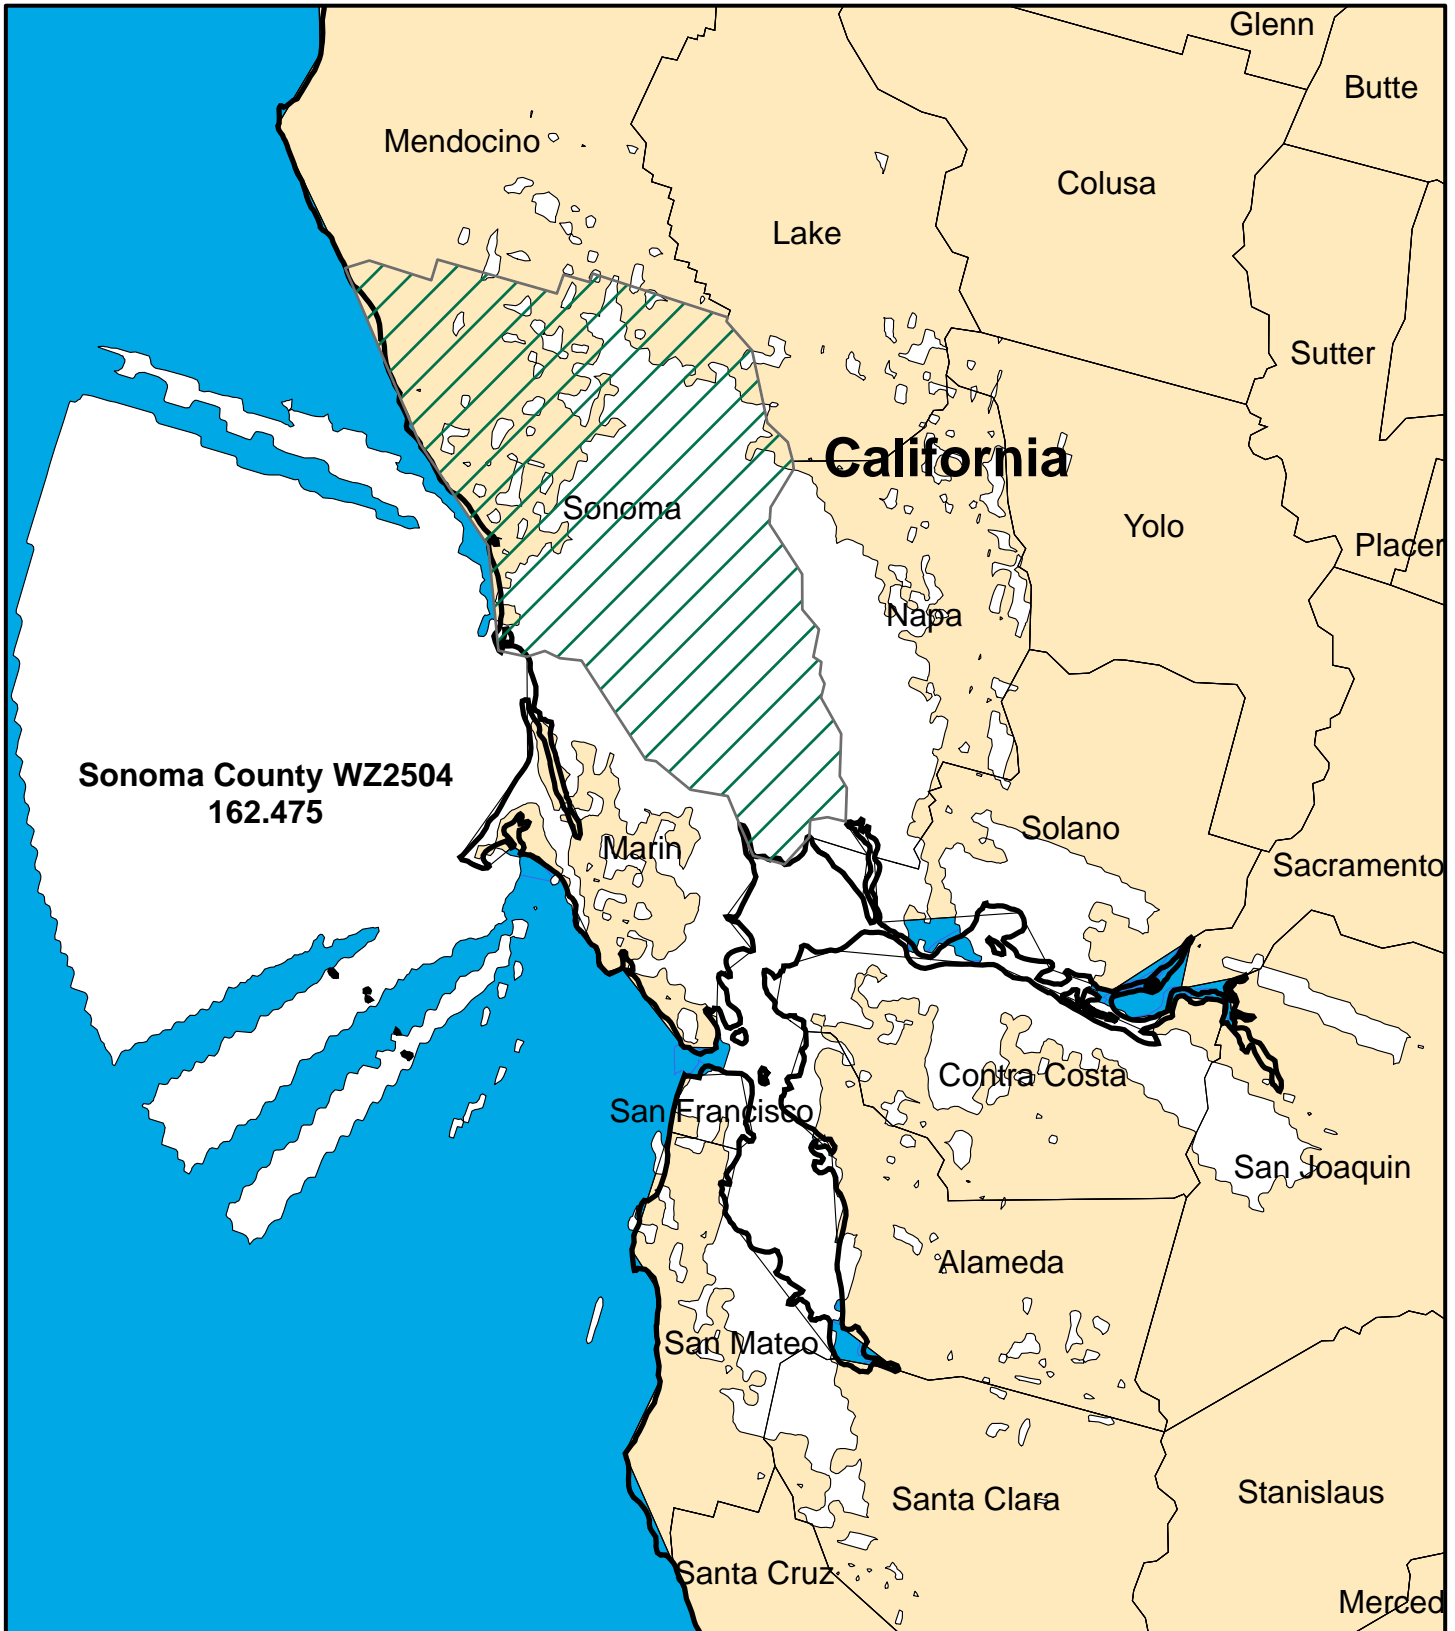 Glenn
Butte
Mendocino
Colusa
Lake
Sutter
California
Sonoma
Yolo
Placer
Napa
Sonoma County WZ2504
162.475
Solano
Marin
Sacramento
Contra Costa
San Francisco
San Joaquin
Alameda
San Mateo
Stanislaus
Santa Clara
Santa Cruz
Merced